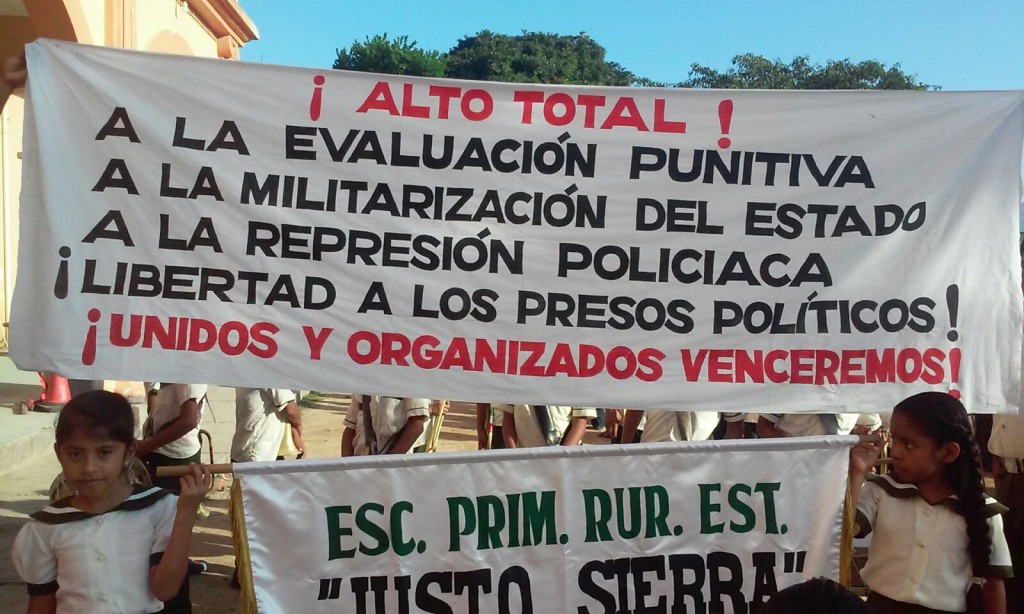 ¡ ALTO TOTAL !
A LA EVALUACIÓN PUNITIVA
A LA MILITARIZACIÓN DEL ESTADO
A LA REPRESIÓN POLICIACA
¡LIBERTAD A LOS PRESOS POLÍTICOS!
¡UNIDOS Y ORGANIZADOS VENCEREMOS!
ESC. PRIM. RUR. EST.
"JUSTO SIERRA"